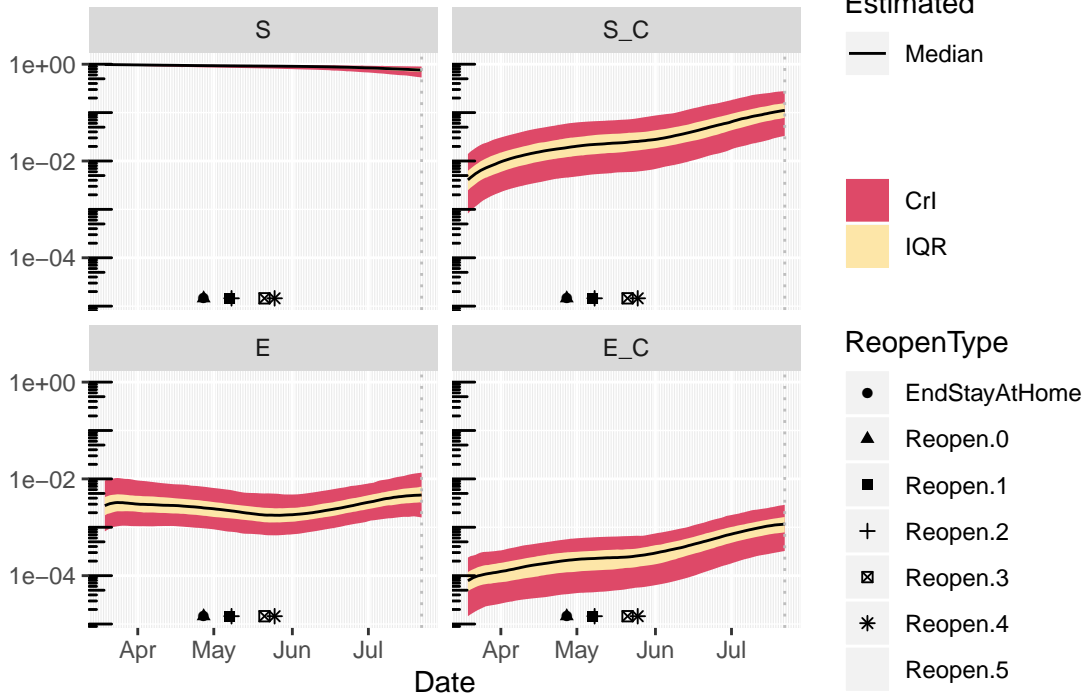 S
S_C
1e+00
1e−02
1e−04
E
E_C
1e+00
1e−02
1e−04
Apr
May
Jun
Jul
Apr
May
Jun
Jul
Date
Estimated
Median
CrI
IQR
ReopenType
EndStayAtHome
Reopen.0
Reopen.1
Reopen.2
Reopen.3
Reopen.4
Reopen.5